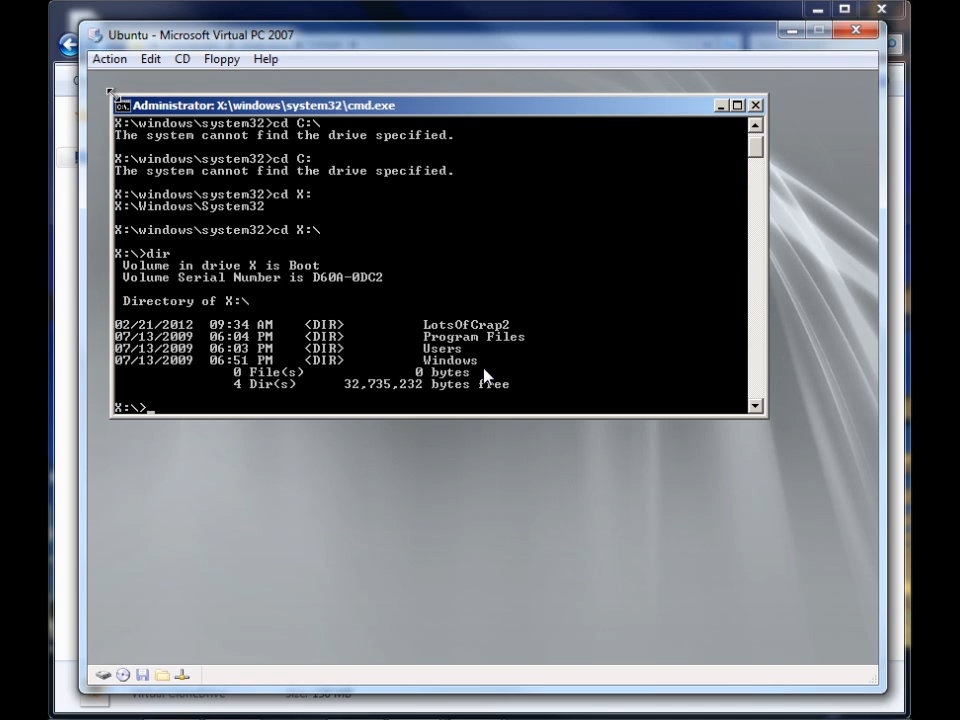 Ubuntu - Microsoft Virtual PC 2007
Action Edit CD Floppy Help
Administrator: X:\windows\system32\cmd.exe
X:\windows\system32>cd C:\
The system cannot find the drive specified.
X:\windows\system32>cd C:
The system cannot find the drive specified.
X:\windows\system32>cd X:
X:\Windows\System32
X:\windows\system32>cd X:\
X:\>dir
Volume in drive X is Boot
Volume Serial Number is D60A-0DC2
Directory of X:\
02/21/2012 09:34 AM <DIR> LotsOfCrap2
07/13/2009 06:04 PM <DIR> Program Files
07/13/2009 06:03 PM <DIR> Users
07/13/2009 06:51 PM <DIR> Windows
0 File(s) 0 bytes
4 Dir(s) 32,735,232 bytes free
X:\>_